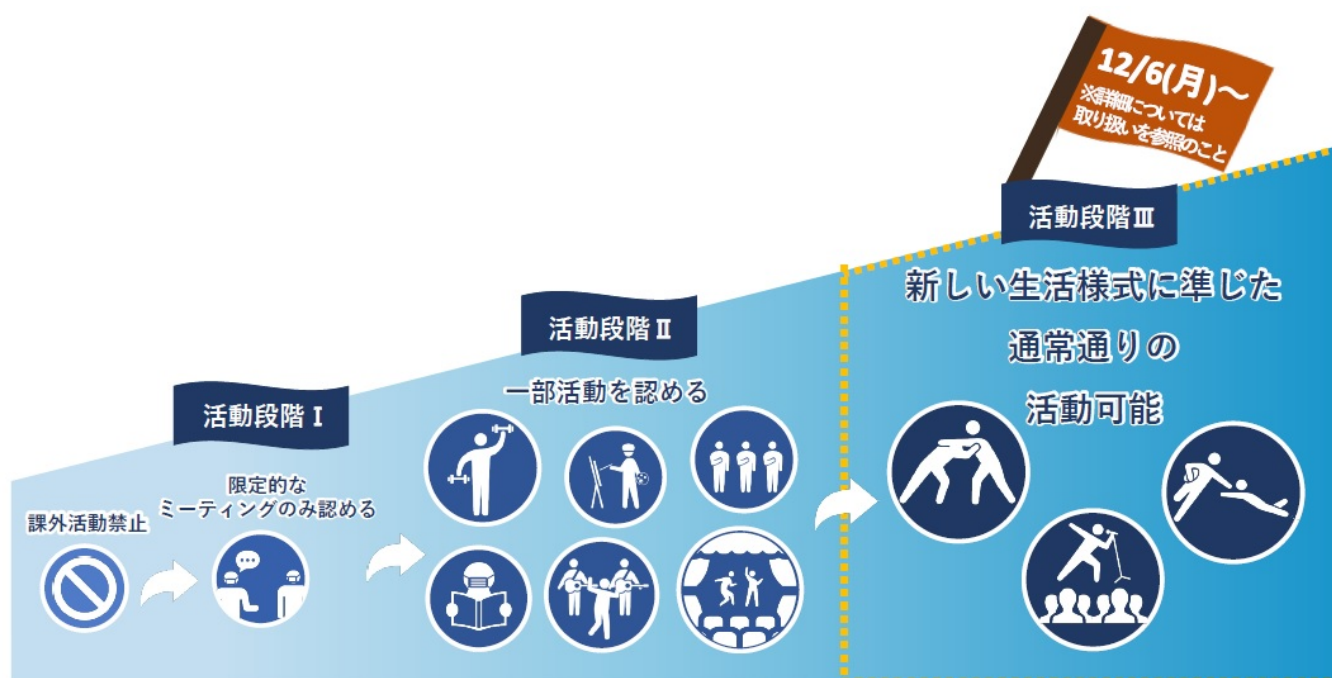 12/6(月)～
※詳細については
取り扱いを参照のこと
活動段階Ⅲ
新しい生活様式に準じた
通常通りの
活動可能
活動段階Ⅱ
一部活動を認める
活動段階Ⅰ
限定的な
ミーティングのみ認める
課外活動禁止